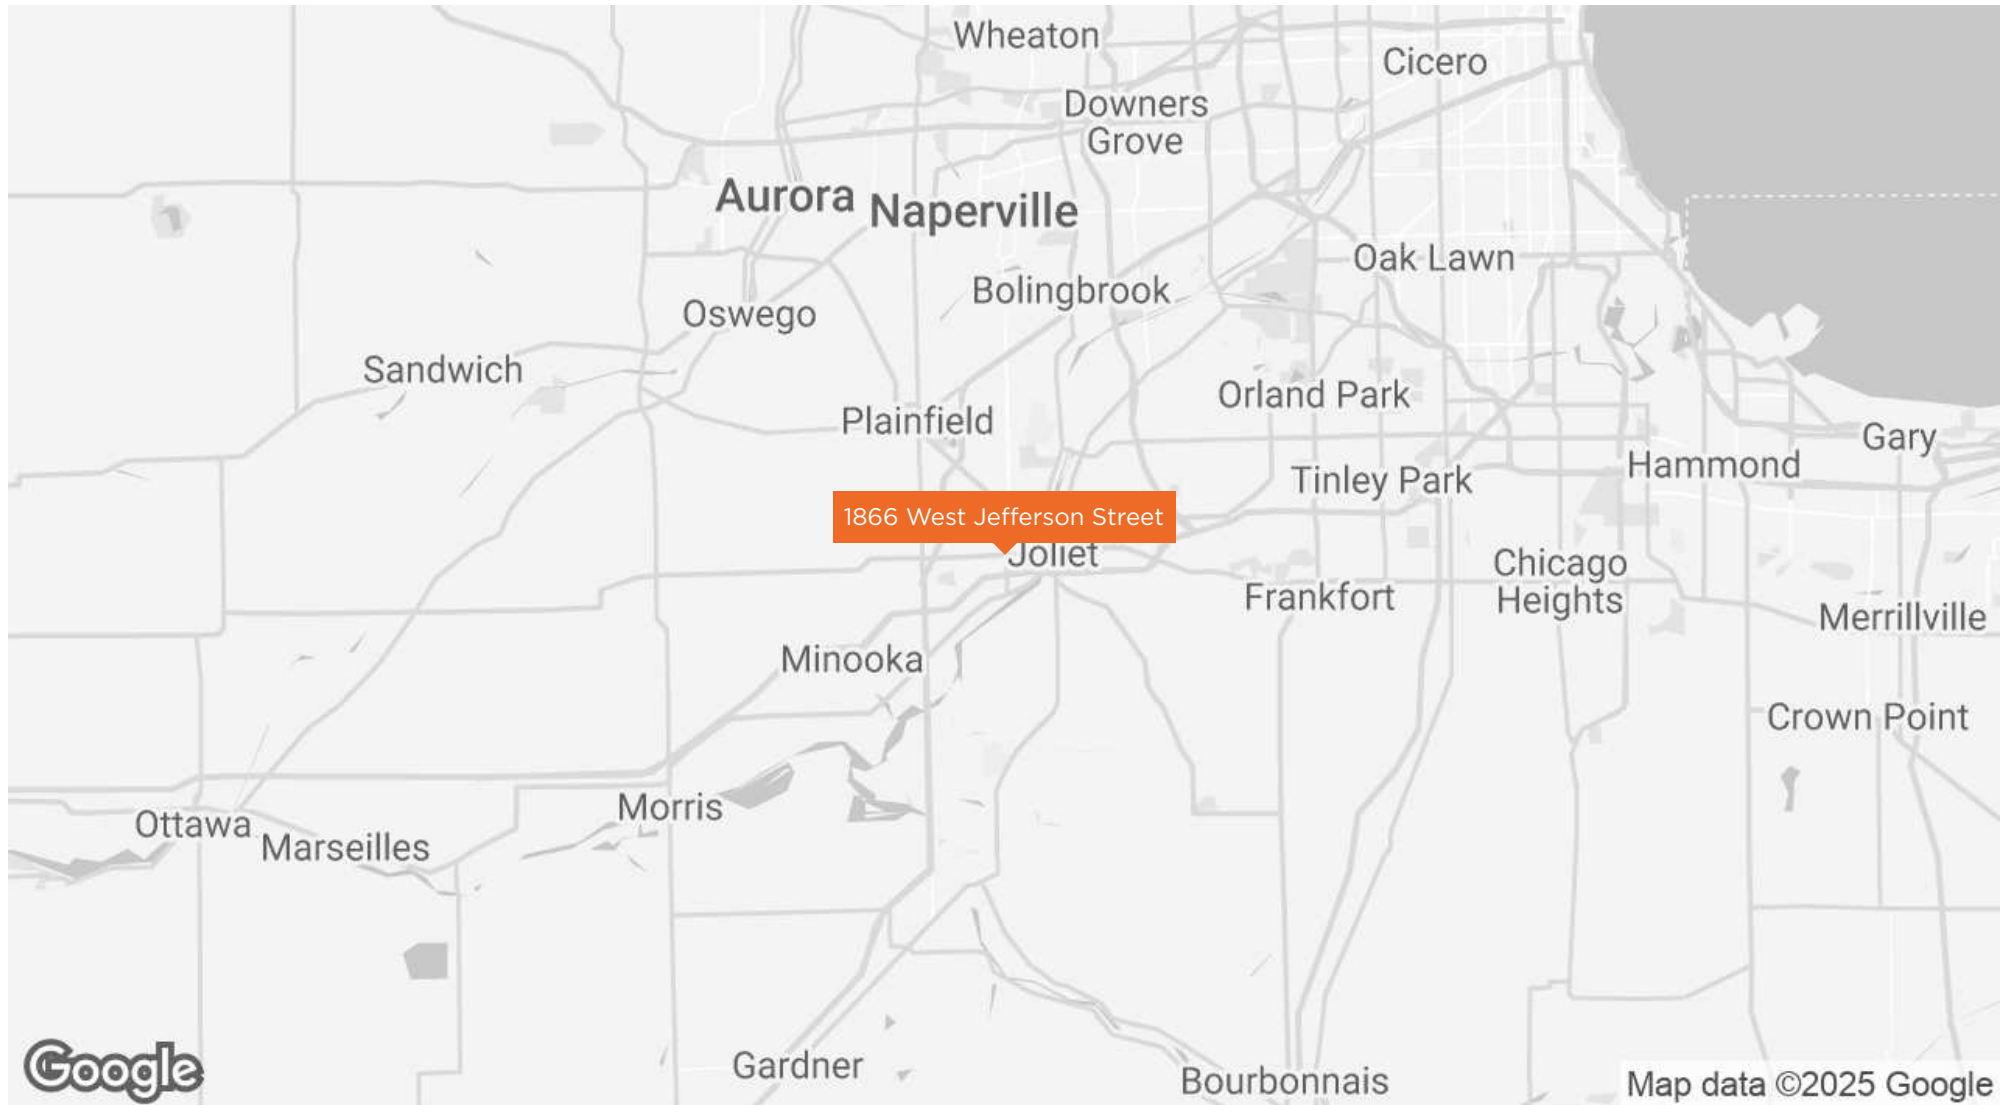 Wheaton
Cicero
Downers
Grove
Aurora
Naperville
Oak Lawn
Bolingbrook
Oswego
Sandwich
Orland Park
Plainfield
Gary
Hammond
Tinley Park
1866 West Jefferson Street
Joliet
Chicago
Heights
Frankfort
Merrillville
Minooka
Crown Point
Morris
Ottawa
Marseilles
Gardner
Bourbonnais
Google
Map data ©2025 Google